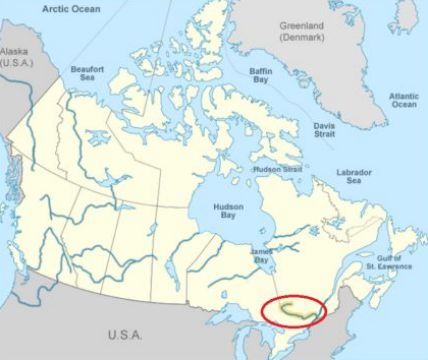 Arctic Ocean
Greenland
(Denmark)
Alaska
(U.S.A.)
Beaufort
Sea
Baffin
Bay
Atlantic
Ocean
Davis
Strait
Hudson Strait
Labrador
Sea
Hudson
Bay
James
Bay
Gulf of
St. Lawrence
U.S.A.